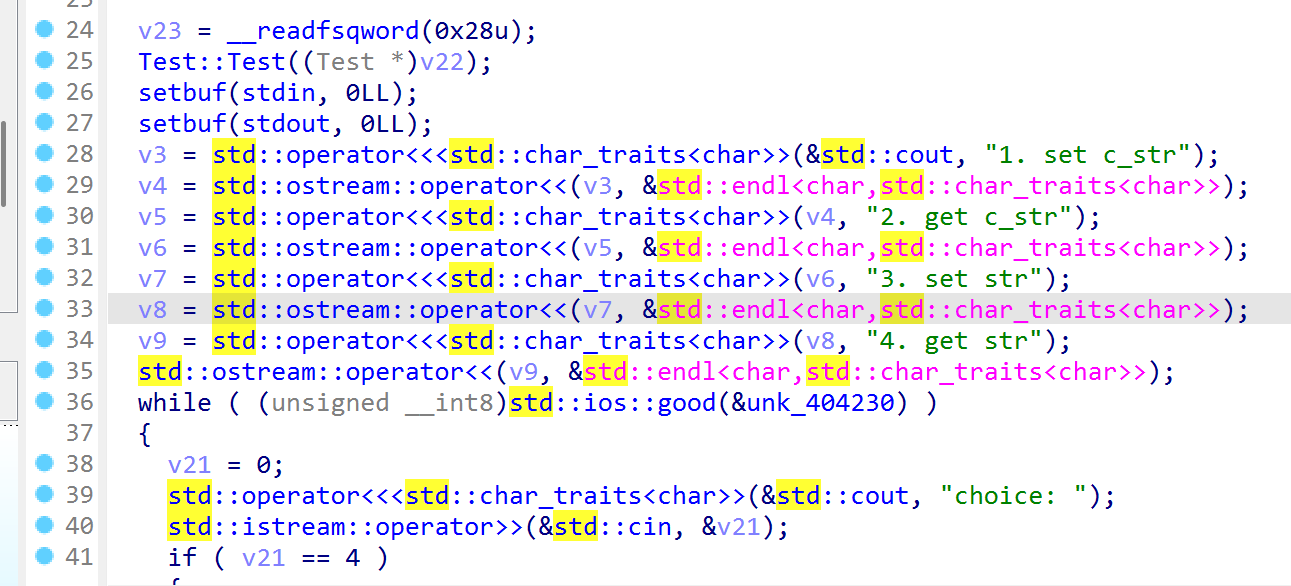 24 v23 = __readfsqword(0x28u);
25 Test::Test((Test *)v22);
26 setbuf(stdin, 0LL);
27 setbuf(stdout, 0LL);
28 v3 = std::operator<<<std::char_traits<char>>(&std::cout, "1. set c_str");
29 v4 = std::ostream::operator<<(v3, &std::endl<char,std::char_traits<char>>);
30 v5 = std::operator<<<std::char_traits<char>>(v4, "2. get c_str");
31 v6 = std::ostream::operator<<(v5, &std::endl<char,std::char_traits<char>>);
32 v7 = std::operator<<<std::char_traits<char>>(v6, "3. set str");
33 v8 = std::ostream::operator<<(v7, &std::endl<char,std::char_traits<char>>);
34 v9 = std::operator<<<std::char_traits<char>>(v8, "4. get str");
35 std::ostream::operator<<(v9, &std::endl<char,std::char_traits<char>>);
36 while ( (unsigned __int8)std::ios::good(&unk_404230) )
37 {
38 v21 = 0;
39 std::operator<<<std::char_traits<char>>(&std::cout, "choice: ");
40 std::istream::operator>>(&std::cin, &v21);
41 if ( v21 == 4 )